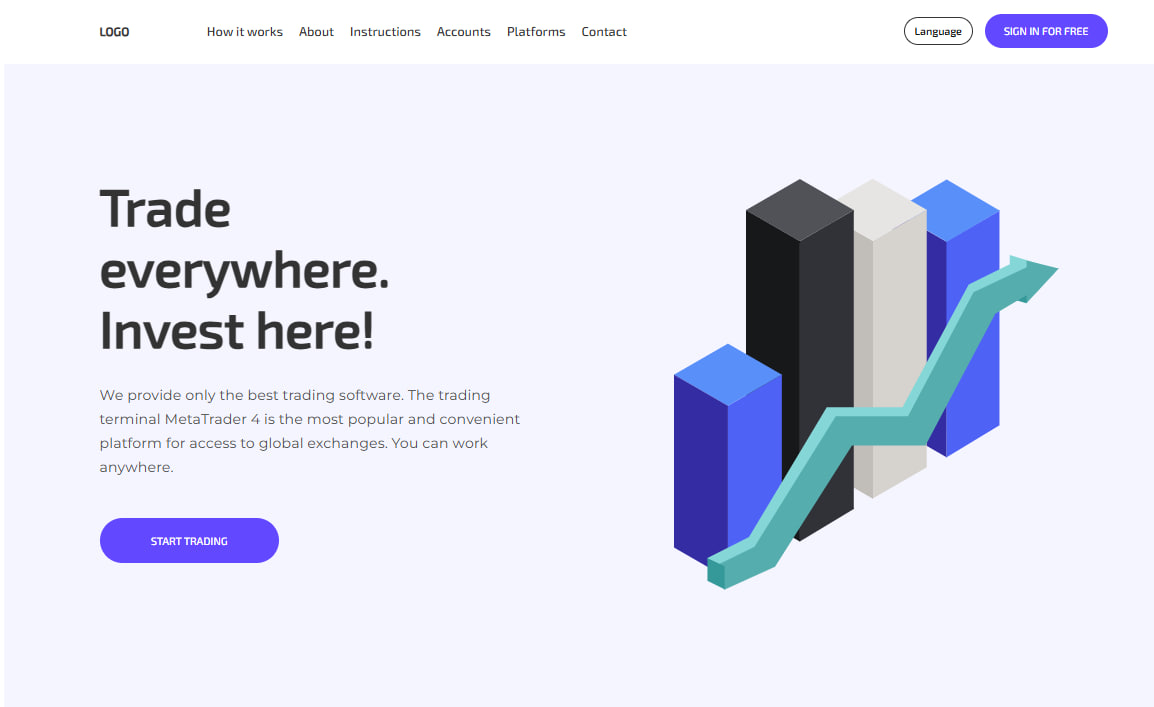 LOGO How it works About Instructions Accounts Platforms Contact Language SIGN IN FOR FREE
Trade
everywhere.
Invest here!
We provide only the best trading software. The trading
terminal MetaTrader 4 is the most popular and convenient
platform for access to global exchanges. You can work
anywhere.
START TRADING